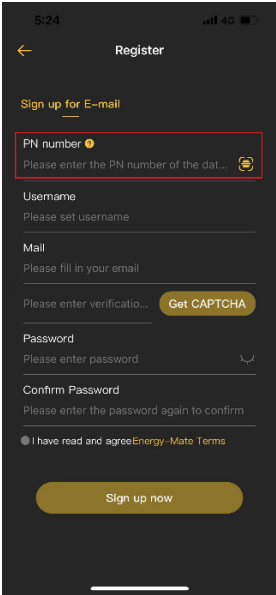 5:24
4G
Register
Sign up for E-mail
PN number ?
Please enter the PN number of the dat...
Username
Please set username
Mail
Please fill in your email
Please enter verificatio... Get CAPTCHA
Password
Please enter password
Confirm Password
Please enter the password again to confirm
I have read and agreeEnergy-Mate Terms
Sign up now